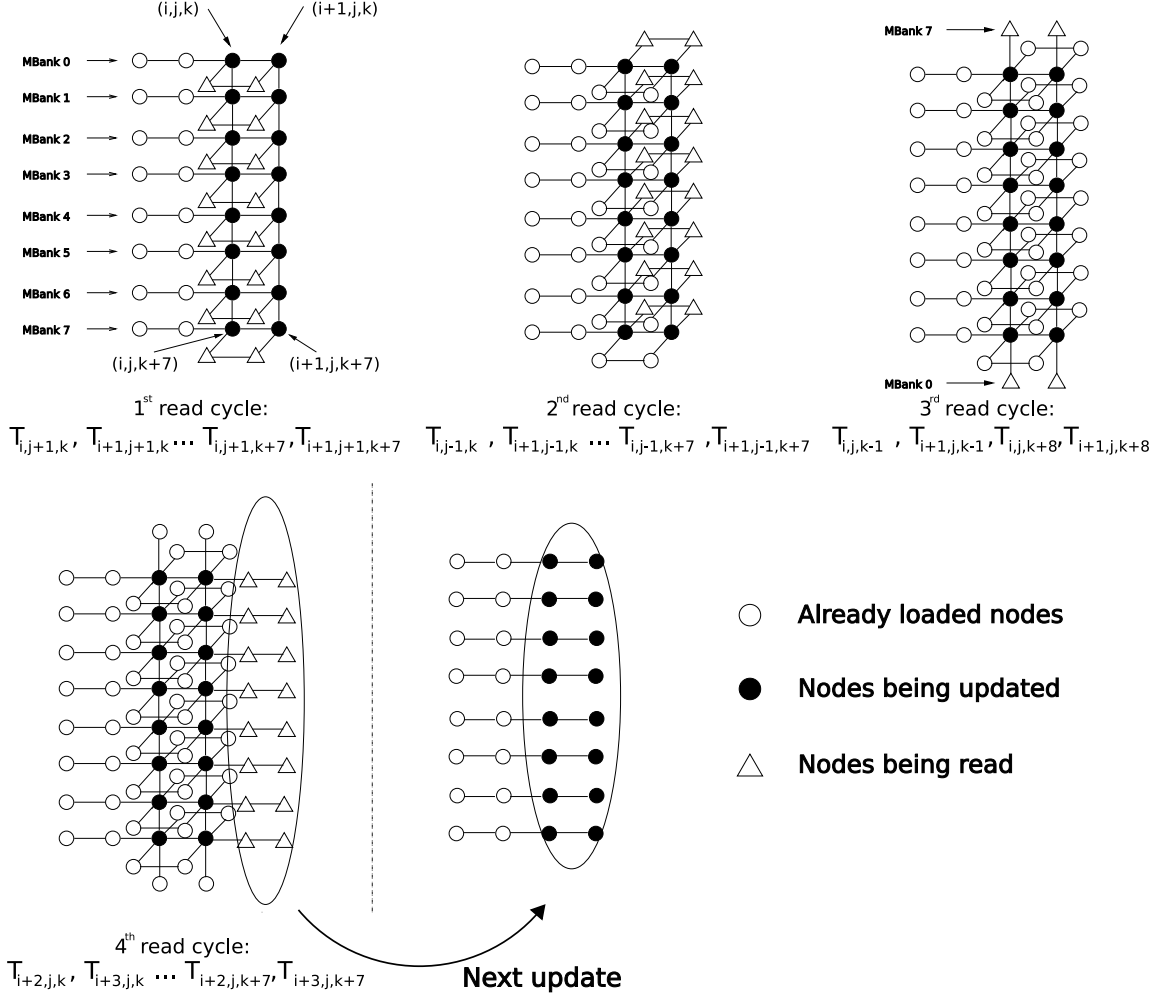 (i,j,k) (i+1,j,k)
MBank 0
MBank 1
MBank 2
MBank 3
MBank 4
MBank 5
MBank 6
MBank 7
(i,j,k+7) (i+1,j,k+7)
1st read cycle:
Ti,j+1,k, Ti+1,j+1,k ... Ti,j+1,k+7,Ti+1,j+1,k+7
2nd read cycle:
Ti,j-1,k , Ti+1,j-1,k ... Ti,j-1,k+7 ,Ti+1,j-1,k+7
MBank 7
MBank 0
3rd read cycle:
Ti,j,k-1 , Ti+1,j,k-1,Ti,j,k+8,Ti+1,j,k+8
4th read cycle:
Ti+2,j,k, Ti+3,j,k ... Ti+2,j,k+7,Ti+3,j,k+7
Next update
Already loaded nodes
Nodes being updated
Nodes being read